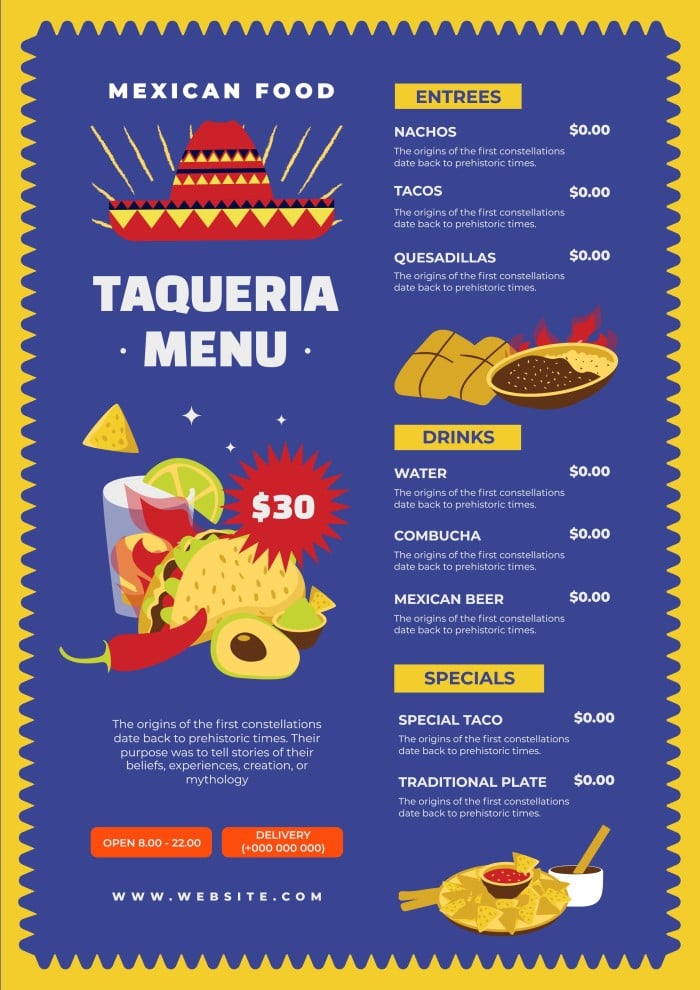 MEXICAN FOOD
TAQUERIA
· MENU ·
$30
The origins of the first constellations
date back to prehistoric times. Their
purpose was to tell stories of their
beliefs, experiences, creation, or
mythology
OPEN 8.00 - 22.00
DELIVERY
(+000 000 000)
WWW.WEBSITE.COM
ENTREES
NACHOS $0.00
The origins of the first constellations
date back to prehistoric times.
TACOS $0.00
The origins of the first constellations
date back to prehistoric times.
QUESADILLAS $0.00
The origins of the first constellations
date back to prehistoric times.
DRINKS
WATER $0.00
The origins of the first constellations
date back to prehistoric times.
COMBUCHA $0.00
The origins of the first constellations
date back to prehistoric times.
MEXICAN BEER $0.00
The origins of the first constellations
date back to prehistoric times.
SPECIALS
SPECIAL TACO $0.00
The origins of the first constellations
date back to prehistoric times.
TRADITIONAL PLATE $0.00
The origins of the first constellations
date back to prehistoric times.